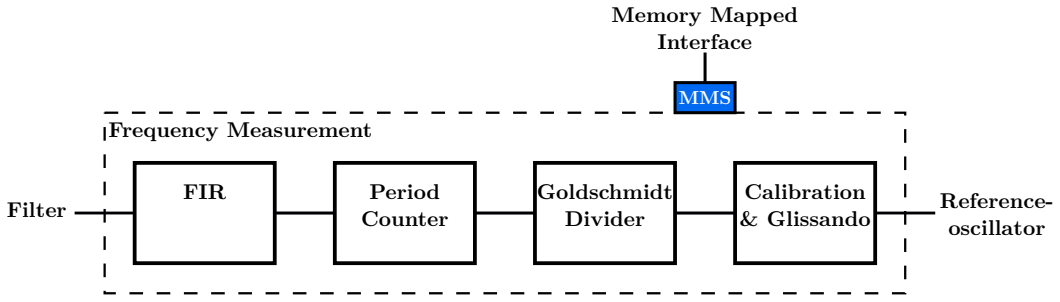 Memory Mapped
Interface
MMS
Frequency Measurement
Filter
FIR
Period
Counter
Goldschmidt
Divider
Calibration
& Glissando
Reference-
oscillator